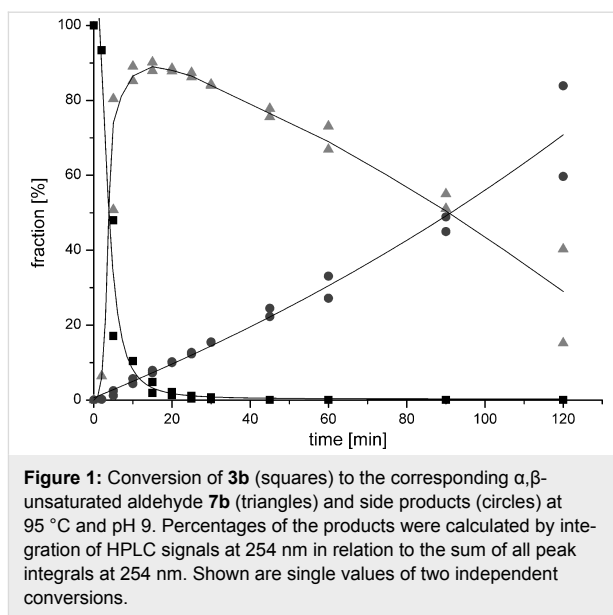 100
80
60
40
20
0
fraction [%]
0 20 40 60 80 100 120
time [min]
Figure 1: Conversion of 3b (squares) to the corresponding α,β-
unsaturated aldehyde 7b (triangles) and side products (circles) at
95 °C and pH 9. Percentages of the products were calculated by inte-
gration of HPLC signals at 254 nm in relation to the sum of all peak
integrals at 254 nm. Shown are single values of two independent
conversions.